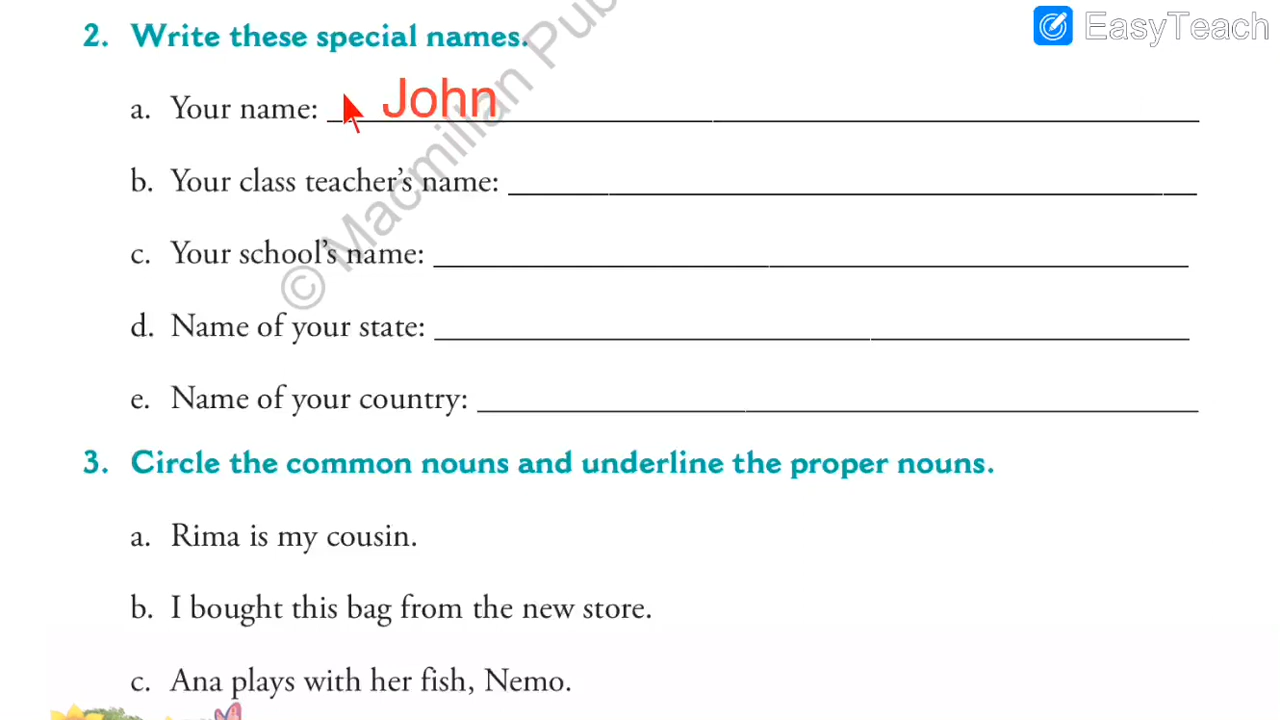 2. Write these special names.
EasyTeach
a. Your name: John
b. Your class teacher's name:
c. Your school's name:
d. Name of your state:
e. Name of your country:
© Macmillan Pub
3. Circle the common nouns and underline the proper nouns.
a. Rima is my cousin.
b. I bought this bag from the new store.
c. Ana plays with her fish, Nemo.